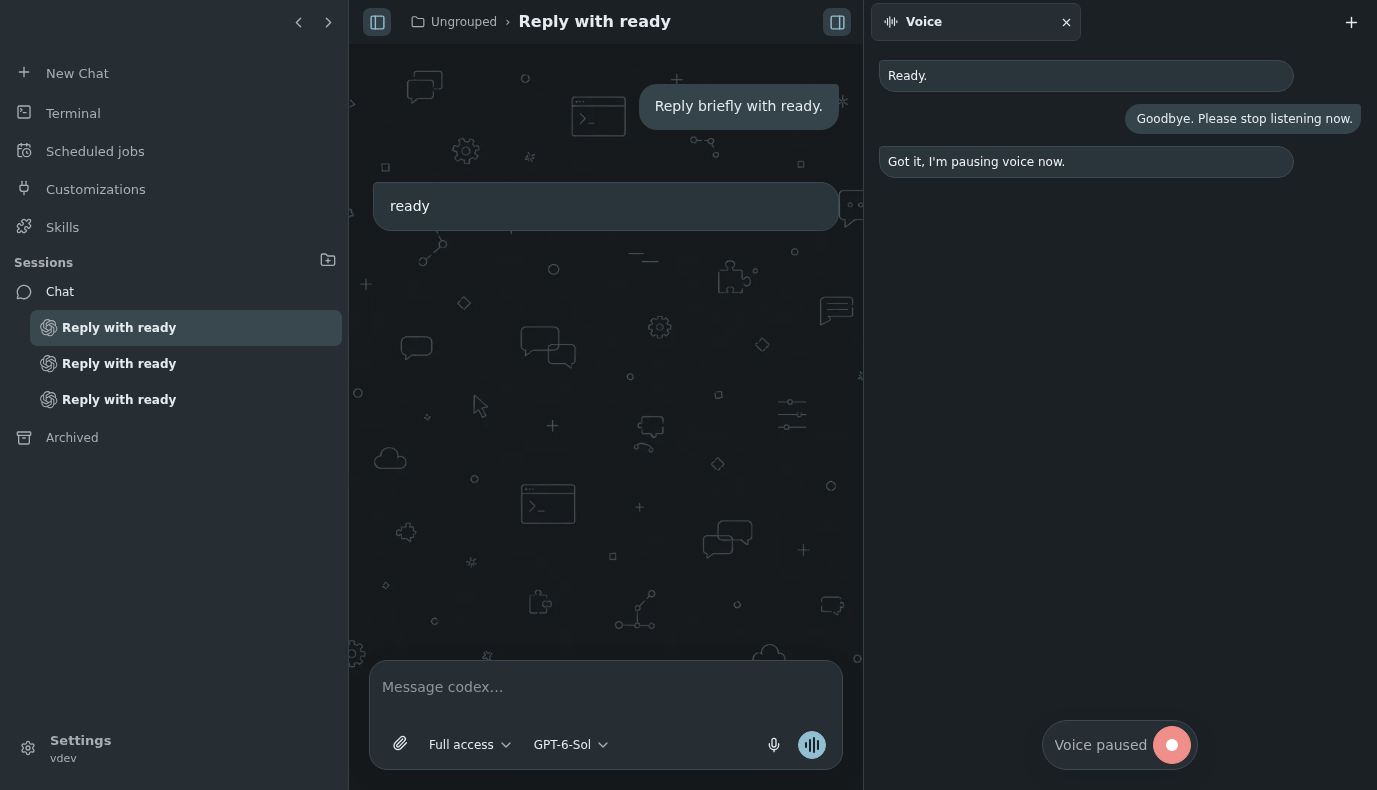 New Chat
Terminal
Scheduled jobs
Customizations
Skills
Sessions
Chat
Reply with ready
Reply with ready
Reply with ready
Archived
Settings
vdev
Ungrouped › Reply with ready
Reply briefly with ready.
ready
Message codex...
Full access
GPT-6-Sol
Voice
Ready.
Goodbye. Please stop listening now.
Got it, I'm pausing voice now.
Voice paused